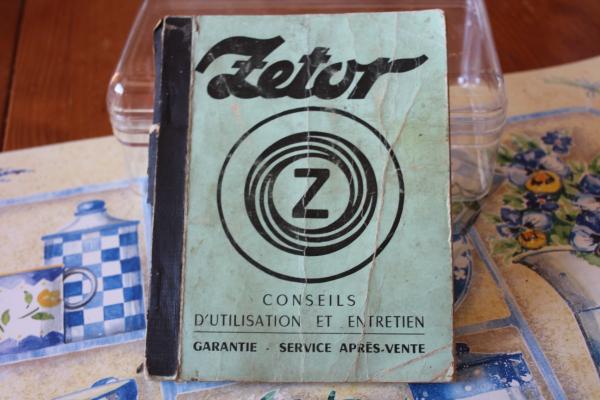 Zetor
Z
CONSEILS
D'UTILISATION ET ENTRETIEN
GARANTIE - SERVICE APRÈS-VENTE